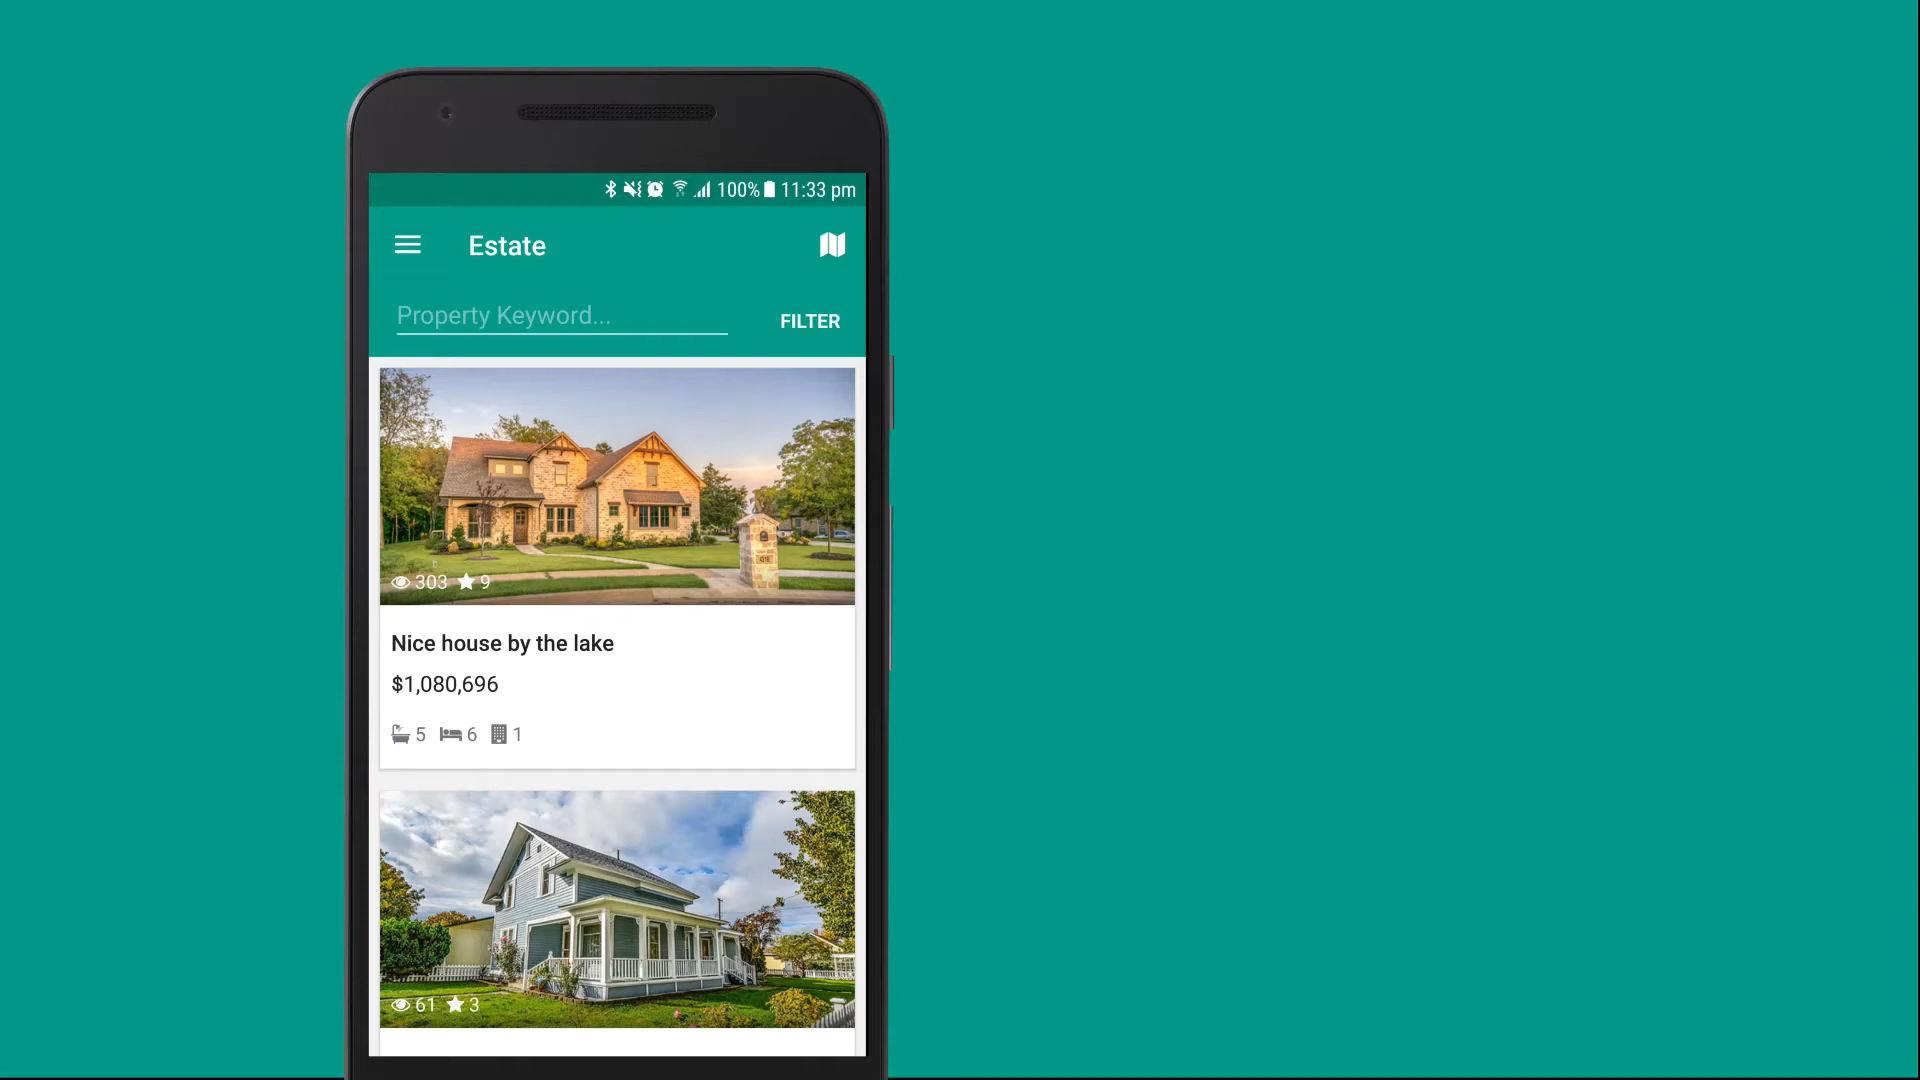 100% 11:33 pm
Estate
Property Keyword...
FILTER
303 9
Nice house by the lake
$1,080,696
5 6 1
61 3